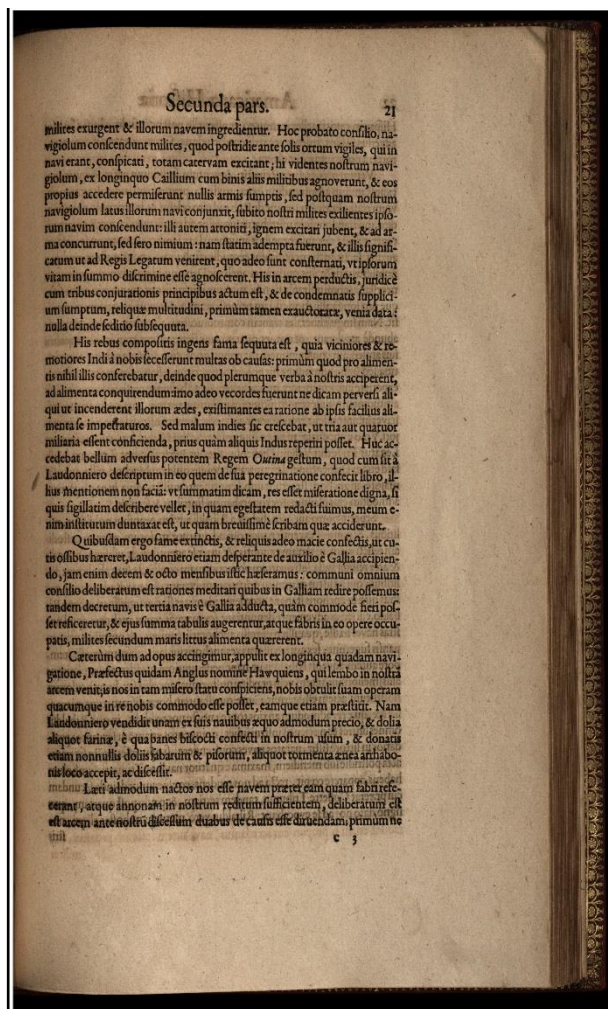 Secunda pars. 21
milites exurgent & illorum navem ingredientur. Hoc probato consilio, na-
vigiolum conscendunt milites, quod postridie ante solis ortum vigiles, qui in
navi erant, conspicati, totam catervam excitant; hi videntes nostrum navi-
giolum, ex longinquo Caillium cum binis aliis militibus agnoverunt, & eos
propius accedere permiserunt nullis armis sumptis, sed postquam nostrum
navigiolum latus illorum navi conjunxit, subito nostri milites exilientes ipso-
rum navim conscendunt: illi autem attoniti, ignem excitari jubent, & ad ar-
ma concurrunt, sed sero nimium: nam statim adempta fuerunt, & illis signifi-
catum ut ad Regis Legatum venirent, quo adeo sunt consternati, vt ipsorum
vitam in summo discrimine esse agnoscerent. His in arcem perductis, juridicè
cum tribus conjurationis principibus actum est, & de condemnatis supplici-
um sumptum, reliquæ multitudini, primùm tamen exauctoratæ, venia data:
nulla deinde seditio subsequuta.
His rebus compositis ingens fama sequuta est, quia viciniores & re-
motiores Indi à nobis secesserunt multas ob causas: primùm quod pro alimen-
tis nihil illis conferebatur, deinde quod plerumque verba à nostris acciperent,
ad alimenta conquirendum: imo adeo vecordes fuerunt ne dicam perversi ali-
qui ut incenderent illorum ædes, existimantes ea ratione ab ipsis facilius ali-
menta se impetraturos. Sed malum indies sic crescebat, ut tria aut quatuor
miliaria essent conficienda, prius quàm aliquis Indus reperiri posset. Huc ac-
cedebat bellum adversus potentem Regem Outina gestum, quod cum sit à
Laudonniero descriptum in eo quem de sua peregrinatione confecit libro, il-
lius mentionem non faciā: vt summatim dicam, res esset miseratione digna, si
quis sigillatim describere vellet, in quam egestatem redacti fuimus, meum e-
nim institutum duntaxat est, ut quam brevissimè scribam quæ acciderunt.
Quibusdam ergo fame extinctis, & reliquis adeo macie confectis, ut cu-
tis ossibus hæreret, Laudonniero etiam desperante de auxilio è Gallia accipien-
do, jam enim decem & octo mensibus istic hæseramus: communi omnium
consilio deliberatum est rationes meditari quibus in Galliam redire possemus:
tandem decretum, ut tertia navis è Gallia adducta, quàm commodè fieri pos-
set reficeretur, & ejus summa tabulis augerentur, atque fabris in eo opere occu-
patis, milites secundum maris littus alimenta quærerent.
Cæterùm dum ad opus accingimur, appulit ex longinqua quadam navi-
gatione, Præfectus quidam Anglus nomine Hawquiens, qui lembo in nostrā
arcem venit; is nos in tam misero statu conspiciens, nobis obtulit suam operam
quacumque in re nobis commodo esse posset, eamque etiam præstitit. Nam
Laudonniero vendidit unam ex suis nauibus æquo admodum precio, & dolia
aliquot farinæ, è qua banes biscocti confecti in nostrum usum, & donatis
etiam nonnullis doliis fabarum & pisorum, aliquot tormenta ænea arrhabo-
nis loco accepit, ac discessit.
Læti admodum nactos nos esse navem præter eam quam fabri refe-
cerant, atque annonam in nostrum reditum sufficientem, deliberatum est
est arcem ante nostrū discessum duabus de causis esse diruendam, primùm ne
C 3